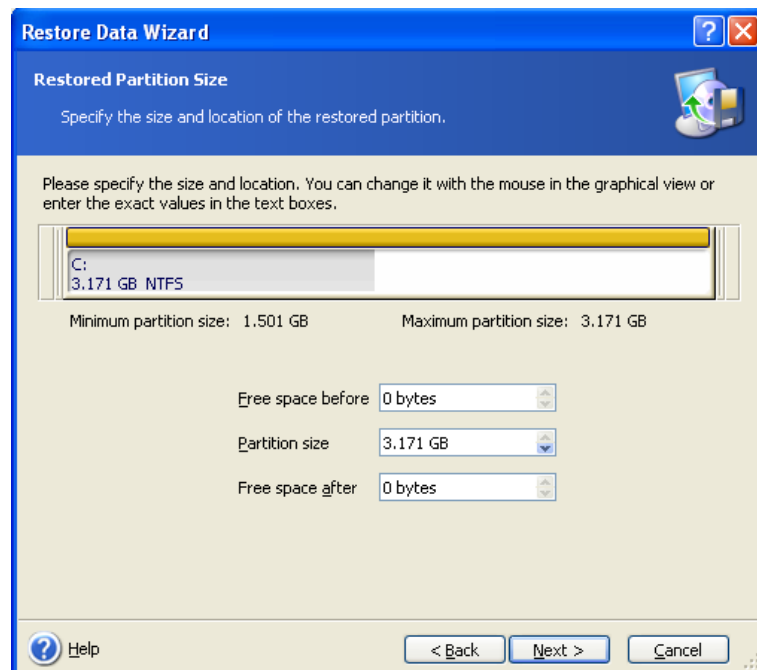 Restore Data Wizard
Restored Partition Size
Specify the size and location of the restored partition.
Please specify the size and location. You can change it with the mouse in the graphical view or
enter the exact values in the text boxes.
C:
3.171 GB NTFS
Minimum partition size: 1.501 GB Maximum partition size: 3.171 GB
Free space before 0 bytes
Partition size 3.171 GB
Free space after 0 bytes
Help < Back Next > Cancel